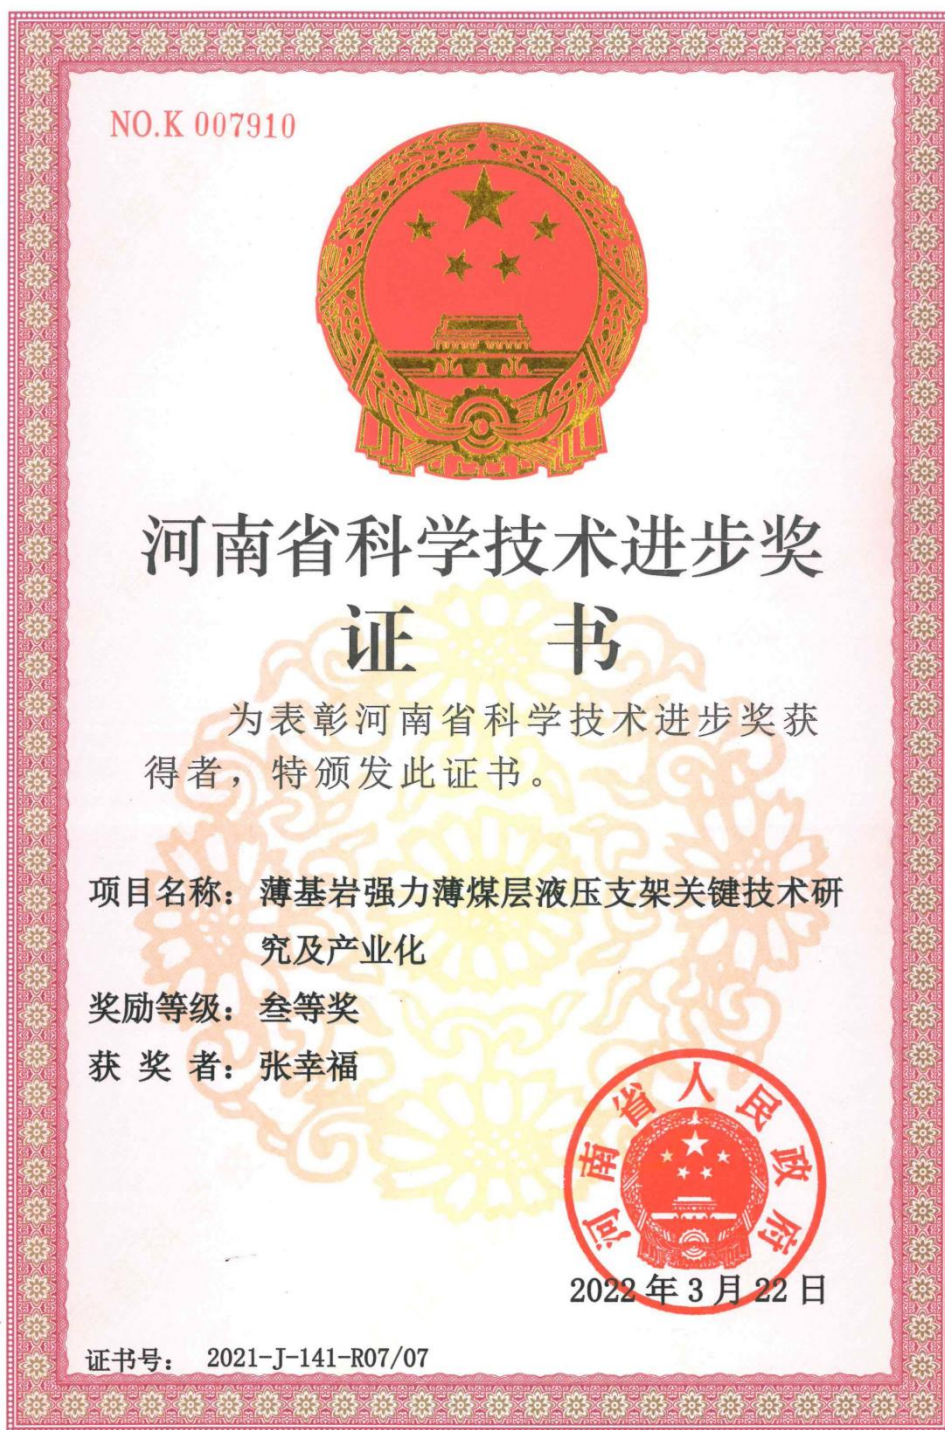 NO.K 007910
河南省科学技术进步奖
证 书
为表彰河南省科学技术进步奖获
得者，特颁发此证书。
项目名称：薄基岩强力薄煤层液压支架关键技术研
究及产业化
奖励等级：叁等奖
获 奖 者：张幸福
河南省人民政府
2022年3月22日
证书号： 2021-J-141-R07/07